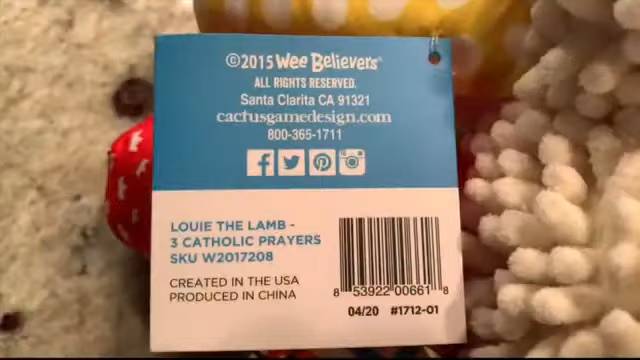 ©2015 Wee Believers®
ALL RIGHTS RESERVED.
Santa Clarita CA 91321
cactusgamedesign.com
800-365-1711
LOUIE THE LAMB -
3 CATHOLIC PRAYERS
SKU W2017208
CREATED IN THE USA
PRODUCED IN CHINA
8 53922 00661 8
04/20 #1712-01